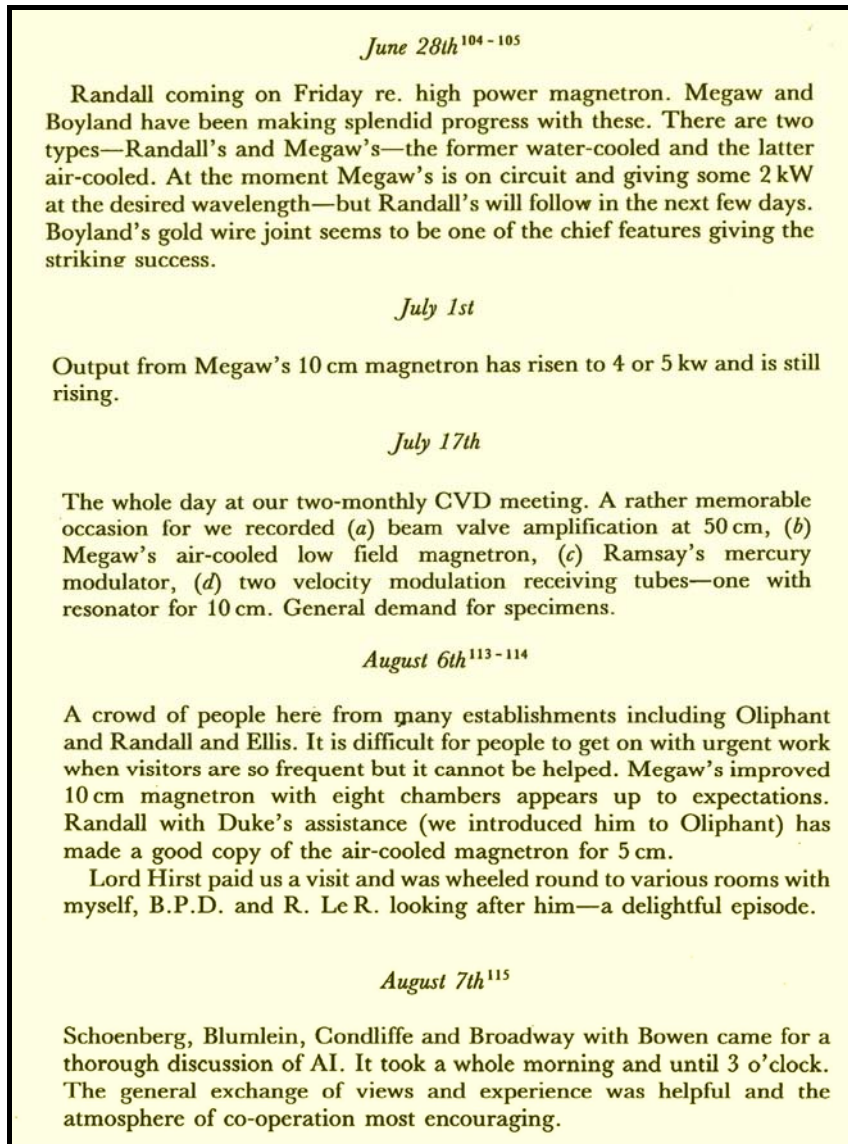 June 28th 104-105
Randall coming on Friday re. high power magnetron. Megaw and
Boyland have been making splendid progress with these. There are two
types—Randall's and Megaw's—the former water-cooled and the latter
air-cooled. At the moment Megaw's is on circuit and giving some 2 kW
at the desired wavelength—but Randall's will follow in the next few days.
Boyland's gold wire joint seems to be one of the chief features giving the
striking success.
July 1st
Output from Megaw's 10 cm magnetron has risen to 4 or 5 kw and is still
rising.
July 17th
The whole day at our two-monthly CVD meeting. A rather memorable
occasion for we recorded (a) beam valve amplification at 50 cm, (b)
Megaw's air-cooled low field magnetron, (c) Ramsay's mercury
modulator, (d) two velocity modulation receiving tubes—one with
resonator for 10 cm. General demand for specimens.
August 6th 113-114
A crowd of people here from many establishments including Oliphant
and Randall and Ellis. It is difficult for people to get on with urgent work
when visitors are so frequent but it cannot be helped. Megaw's improved
10 cm magnetron with eight chambers appears up to expectations.
Randall with Duke's assistance (we introduced him to Oliphant) has
made a good copy of the air-cooled magnetron for 5 cm.
Lord Hirst paid us a visit and was wheeled round to various rooms with
myself, B.P.D. and R. Le R. looking after him—a delightful episode.
August 7th 115
Schoenberg, Blumlein, Condliffe and Broadway with Bowen came for a
thorough discussion of AI. It took a whole morning and until 3 o'clock.
The general exchange of views and experience was helpful and the
atmosphere of co-operation most encouraging.